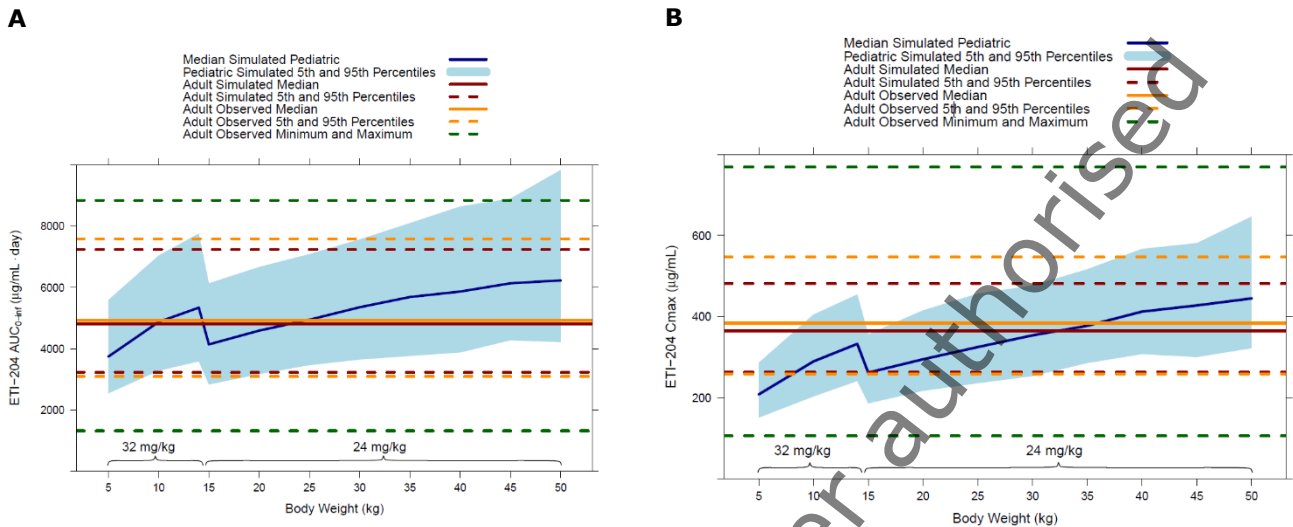 A
Median Simulated Pediatric
Pediatric Simulated 5th and 95th Percentiles
Adult Simulated Median
Adult Simulated 5th and 95th Percentiles
Adult Observed Median
Adult Observed 5th and 95th Percentiles
Adult Observed Minimum and Maximum
ETI-204 AUC0-inf (µg/mL · day)
8000
6000
4000
2000
32 mg/kg
24 mg/kg
5 10 15 20 25 30 35 40 45 50
Body Weight (kg)
B
Median Simulated Pediatric
Pediatric Simulated 5th and 95th Percentiles
Adult Simulated Median
Adult Simulated 5th and 95th Percentiles
Adult Observed Median
Adult Observed 5th and 95th Percentiles
Adult Observed Minimum and Maximum
ETI-204 Cmax (µg/mL)
600
400
200
32 mg/kg
24 mg/kg
5 10 15 20 25 30 35 40 45 50
Body Weight (kg)
er authorised